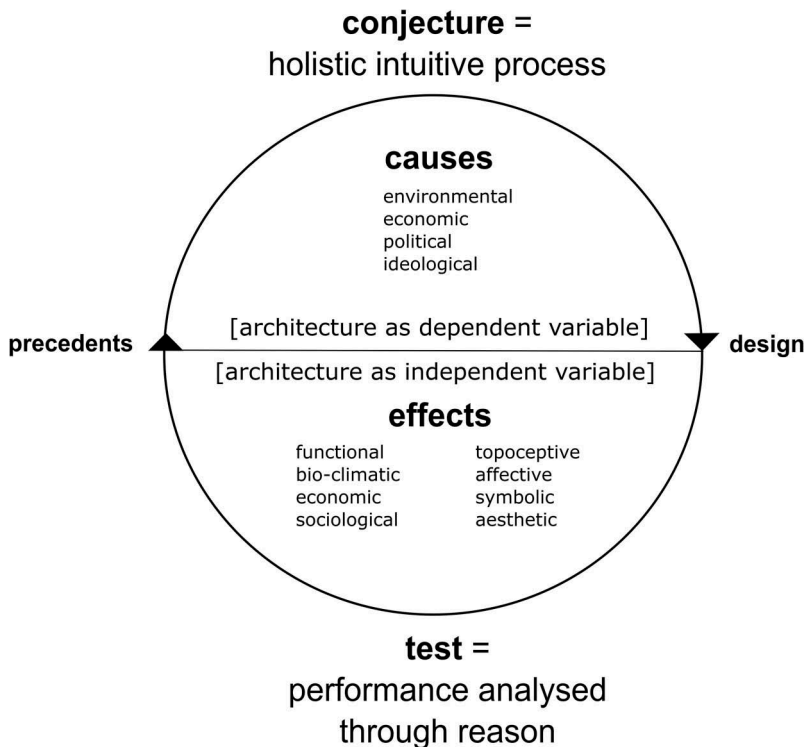 conjecture =
holistic intuitive process
causes
environmental
economic
political
ideological
[architecture as dependent variable]
precedents
design
[architecture as independent variable]
effects
functional
bio-climatic
economic
sociological
topoceptive
affective
symbolic
aesthetic
test =
performance analysed
through reason